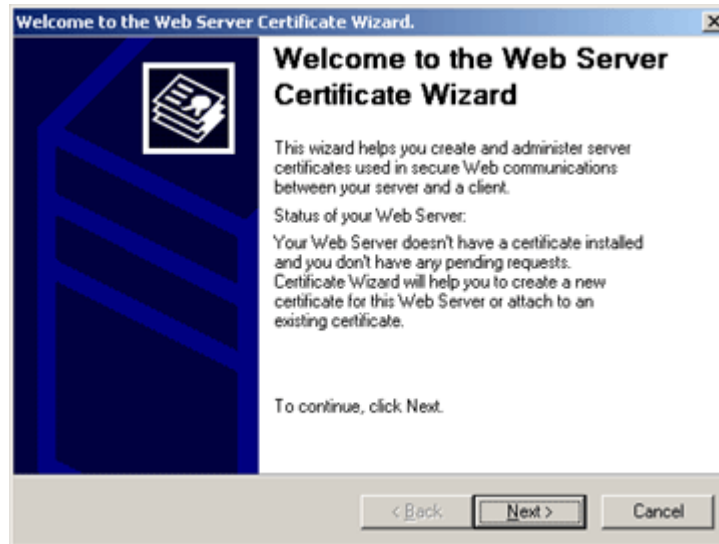 Welcome to the Web Server Certificate Wizard.
Welcome to the Web Server
Certificate Wizard
This wizard helps you create and administer server
certificates used in secure Web communications
between your server and a client.
Status of your Web Server:
Your Web Server doesn't have a certificate installed
and you don't have any pending requests.
Certificate Wizard will help you to create a new
certificate for this Web Server or attach to an
existing certificate.
To continue, click Next.
< Back Next > Cancel